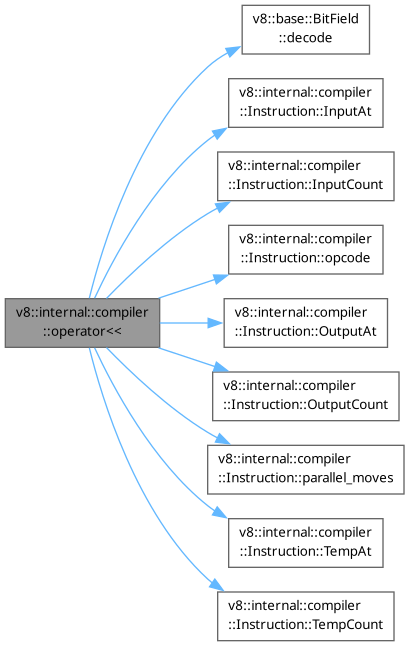 v8::base::BitField
::decode
v8::internal::compiler
::Instruction::InputAt
v8::internal::compiler
::Instruction::InputCount
v8::internal::compiler
::Instruction::opcode
v8::internal::compiler
::operator<<
v8::internal::compiler
::Instruction::OutputAt
v8::internal::compiler
::Instruction::OutputCount
v8::internal::compiler
::Instruction::parallel_moves
v8::internal::compiler
::Instruction::TempAt
v8::internal::compiler
::Instruction::TempCount